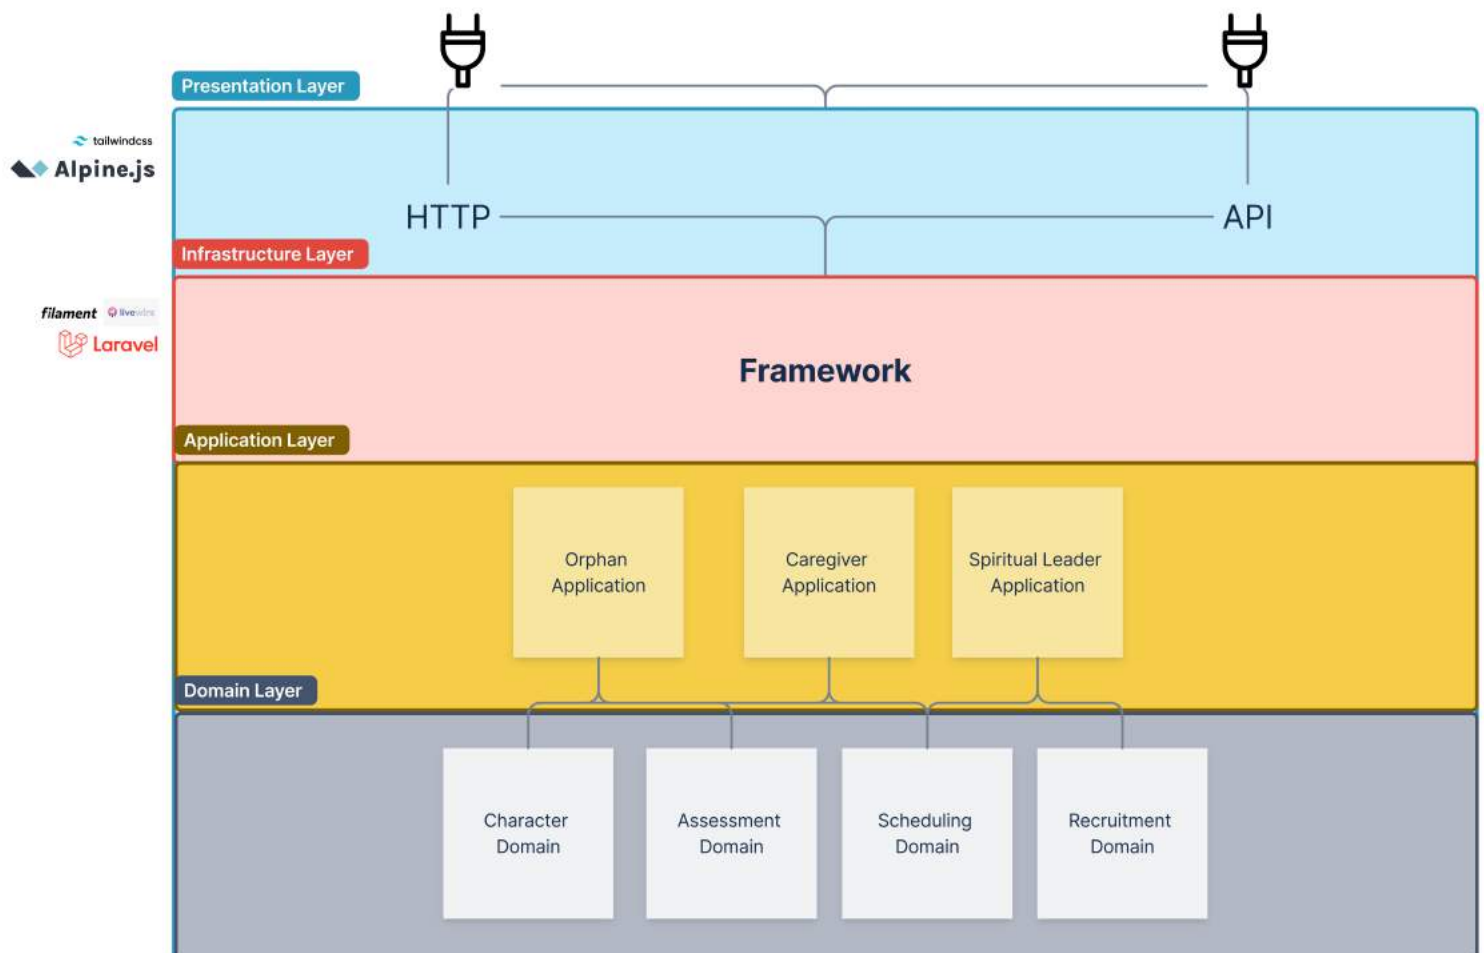 Presentation Layer
tailwindcss
Alpine.js
HTTP
API
Infrastructure Layer
filament
livewire
Laravel
Framework
Application Layer
Orphan
Application
Caregiver
Application
Spiritual Leader
Application
Domain Layer
Character
Domain
Assessment
Domain
Scheduling
Domain
Recruitment
Domain